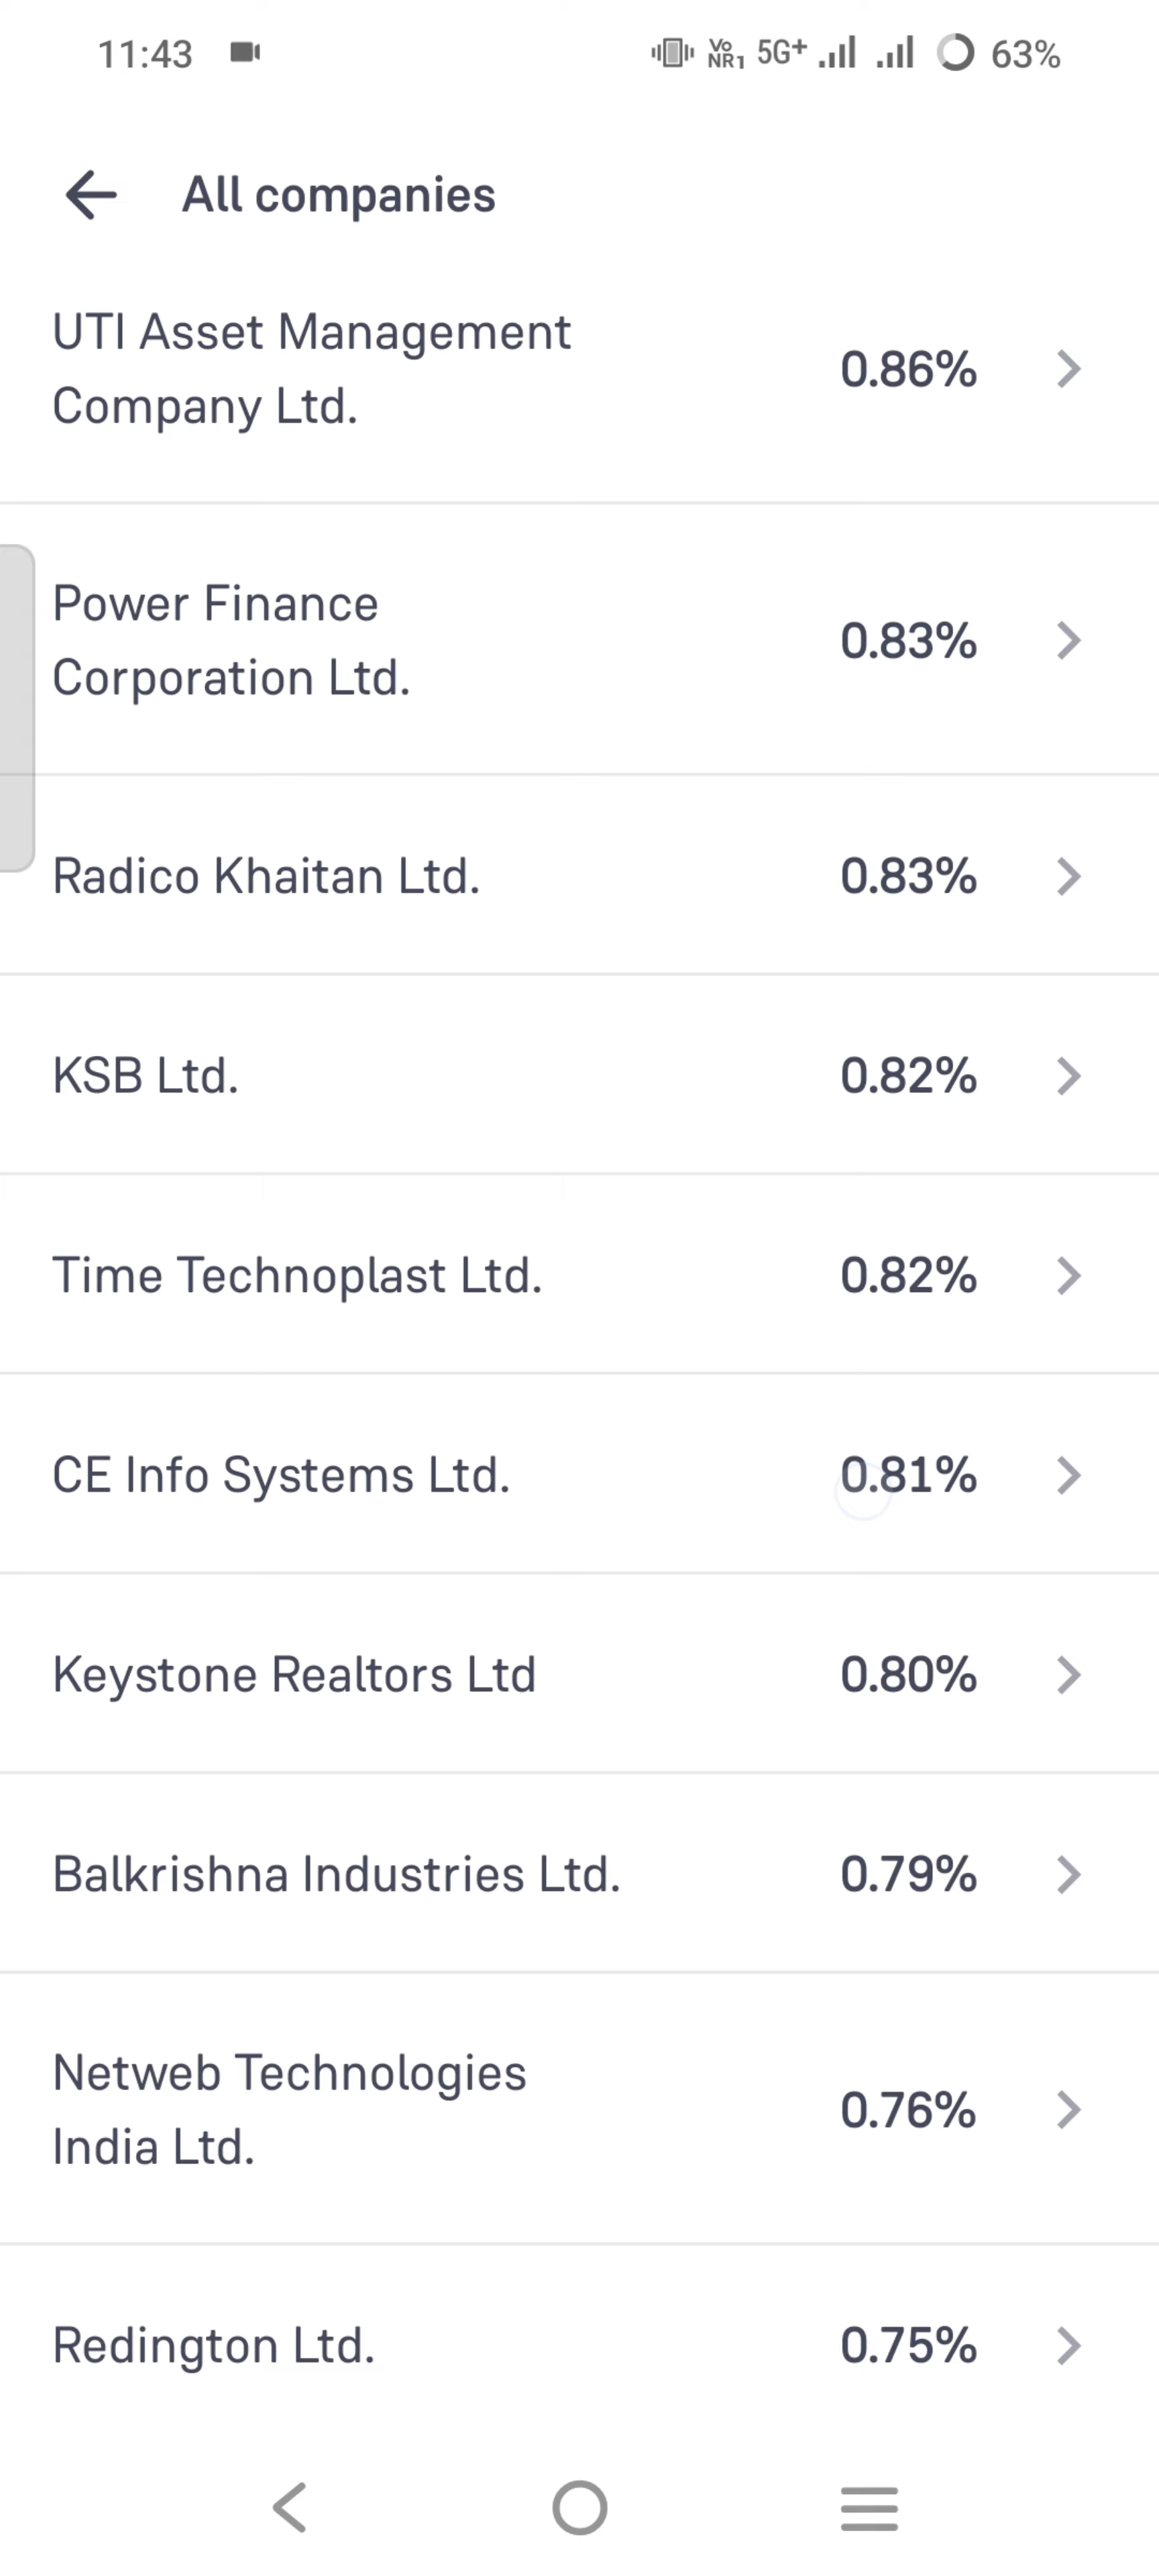 11:43
Vo NR1 5G+ 63%
All companies
UTI Asset Management
Company Ltd.
0.86%
Power Finance
Corporation Ltd.
0.83%
Radico Khaitan Ltd. 0.83%
KSB Ltd. 0.82%
Time Technoplast Ltd. 0.82%
CE Info Systems Ltd. 0.81%
Keystone Realtors Ltd 0.80%
Balkrishna Industries Ltd. 0.79%
Netweb Technologies
India Ltd.
0.76%
Redington Ltd. 0.75%